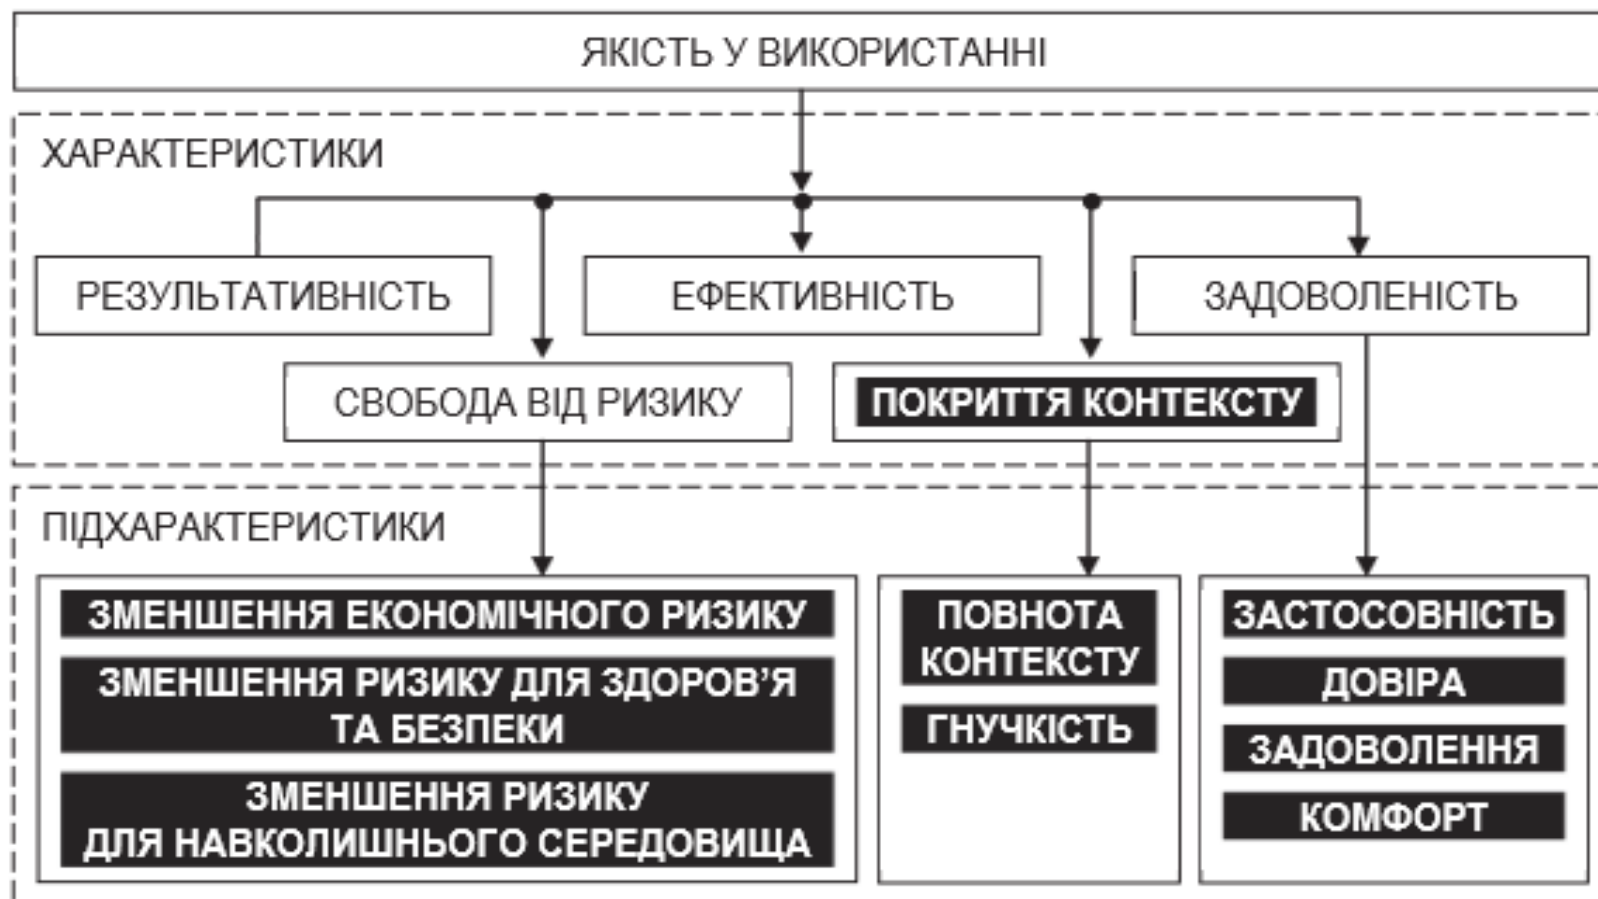 ЯКІСТЬ У ВИКОРИСТАННІ
ХАРАКТЕРИСТИКИ
РЕЗУЛЬТАТИВНІСТЬ
ЕФЕКТИВНІСТЬ
ЗАДОВОЛЕНІСТЬ
СВОБОДА ВІД РИЗИКУ
ПОКРИТТЯ КОНТЕКСТУ
ПІДХАРАКТЕРИСТИКИ
ЗМЕНШЕННЯ ЕКОНОМІЧНОГО РИЗИКУ
ЗМЕНШЕННЯ РИЗИКУ ДЛЯ ЗДОРОВ’Я
ТА БЕЗПЕКИ
ЗМЕНШЕННЯ РИЗИКУ
ДЛЯ НАВКОЛИШНЬОГО СЕРЕДОВИЩА
ПОВНОТА
КОНТЕКСТУ
ГНУЧКІСТЬ
ЗАСТОСОВНІСТЬ
ДОВІРА
ЗАДОВОЛЕННЯ
КОМФОРТ